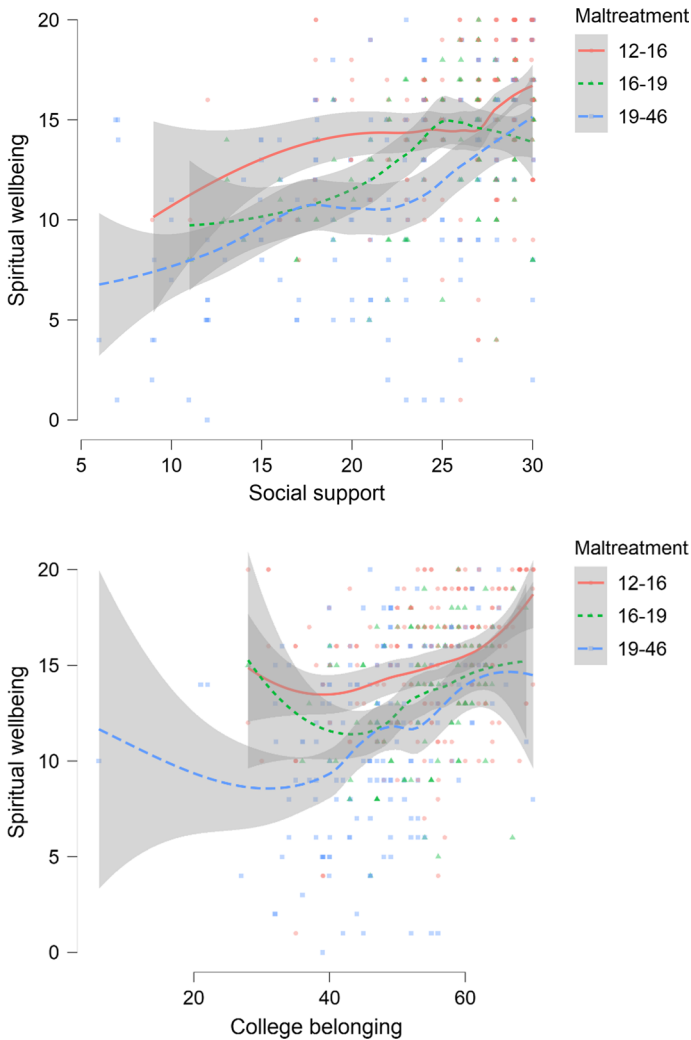 Maltreatment
12-16
16-19
19-46
20
15
10
5
0
Spiritual wellbeing
5 10 15 20 25 30
Social support
Maltreatment
12-16
16-19
19-46
20
15
10
5
0
Spiritual wellbeing
20 40 60
College belonging